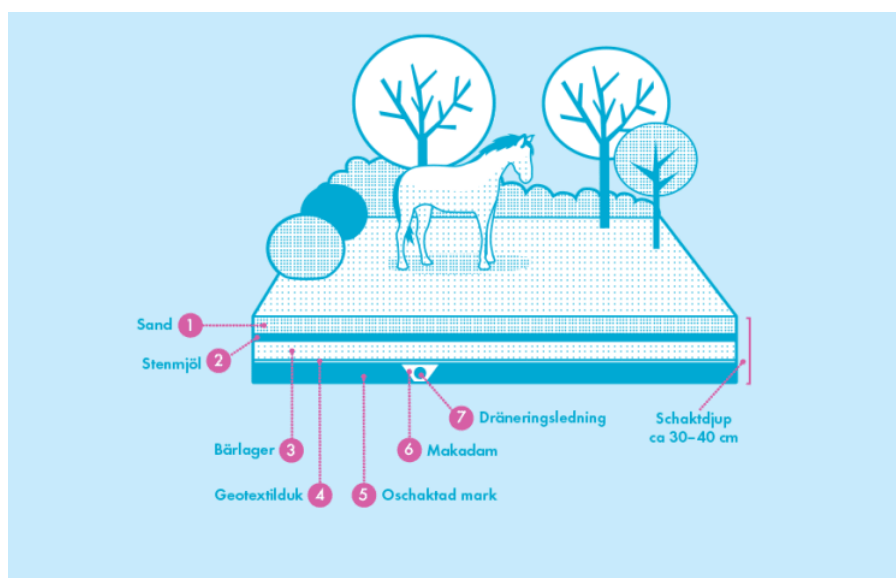 Sand 1
2
Stenmjöl
7 Dräneringsledning
Schaktdjup
ca 30–40 cm
Bärlager 3
6 Makadam
Geotextilduk 4
5 Oschaktad mark